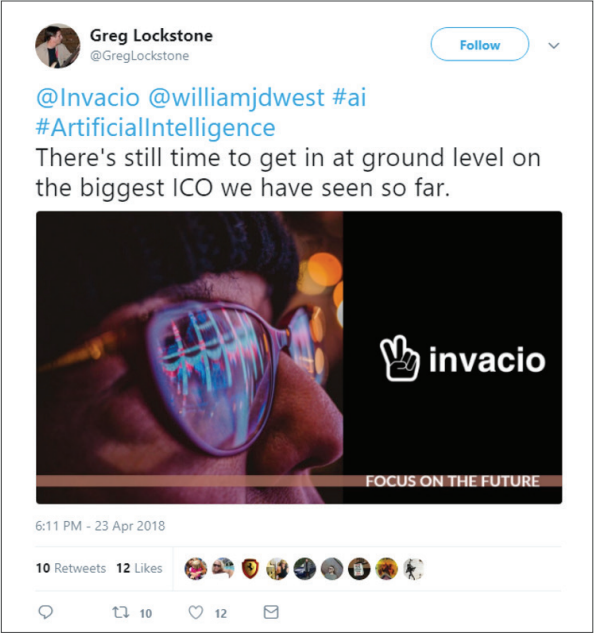 Greg Lockstone
@GregLockstone
Follow
@Invacio @williamjdwest #ai
#ArtificialIntelligence
There's still time to get in at ground level on
the biggest ICO we have seen so far.
invacio
FOCUS ON THE FUTURE
6:11 PM - 23 Apr 2018
10 Retweets 12 Likes
10 12